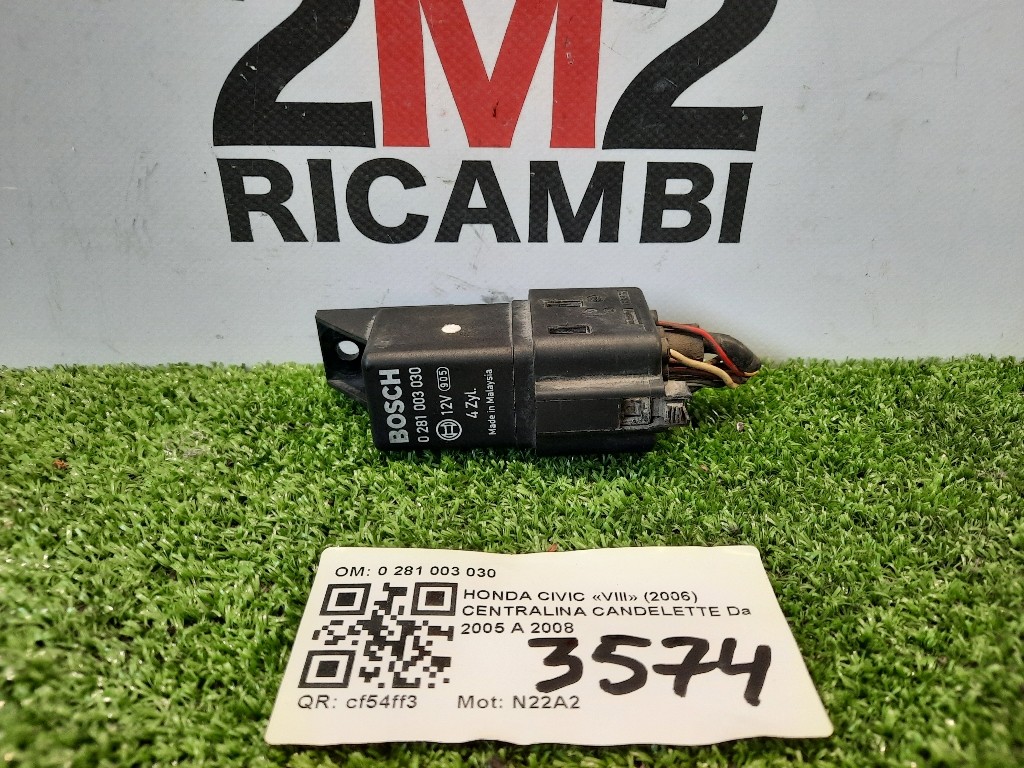 2M2
RICAMBI
BOSCH
0 281 003 030
12V 905
4 Zyl.
Made in Malaysia
OM: 0 281 003 030
HONDA CIVIC «VIII» (2006)
CENTRALINA CANDELETTE Da
2005 A 2008
3574
QR: cf54ff3 Mot: N22A2